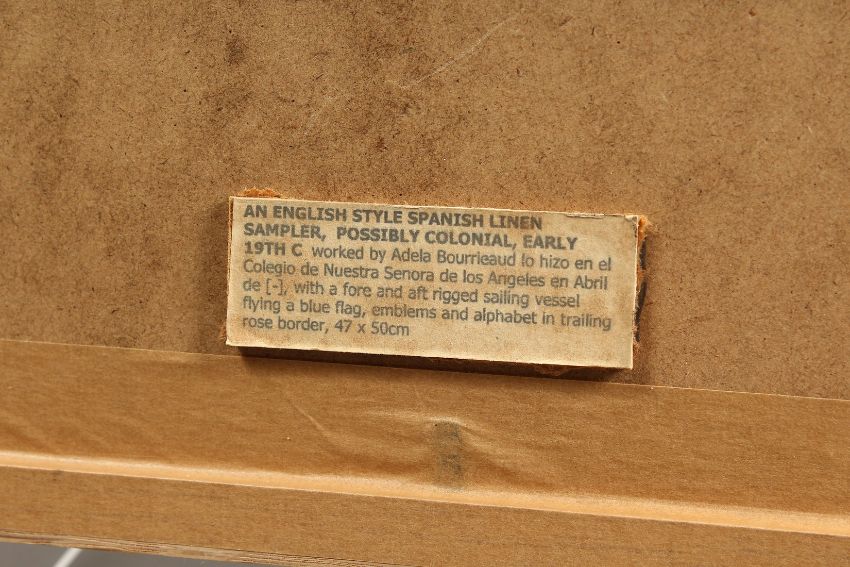 AN ENGLISH STYLE SPANISH LINEN
SAMPLER, POSSIBLY COLONIAL, EARLY
19TH C worked by Adela Bourrieaud lo hizo en el
Colegio de Nuestra Senora de los Angeles en Abril
de [-], with a fore and aft rigged sailing vessel
flying a blue flag, emblems and alphabet in trailing
rose border, 47 x 50cm